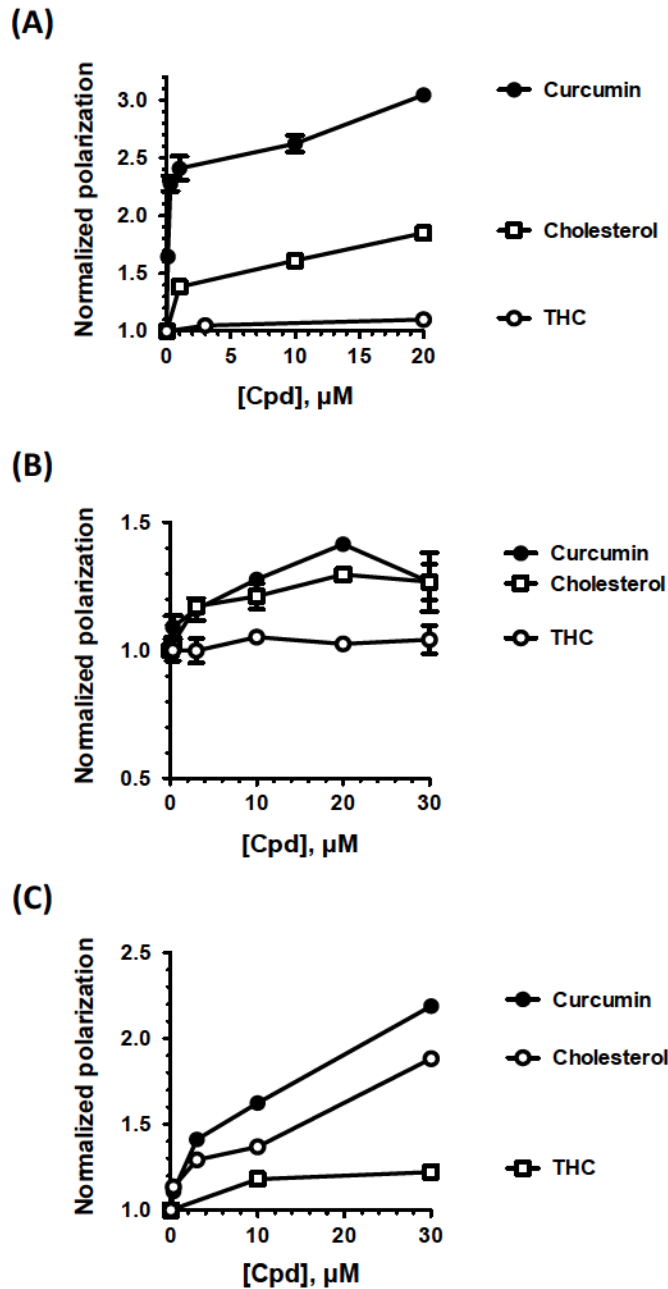 (A)
Normalized polarization
3.0
2.5
2.0
1.5
1.0
0 5 10 15 20
[Cpd], µM
Curcumin
Cholesterol
THC
(B)
Normalized polarization
1.5
1.0
0.5
0 10 20 30
[Cpd], µM
Curcumin
Cholesterol
THC
(C)
Normalized polarization
2.5
2.0
1.5
1.0
0 10 20 30
[Cpd], µM
Curcumin
Cholesterol
THC